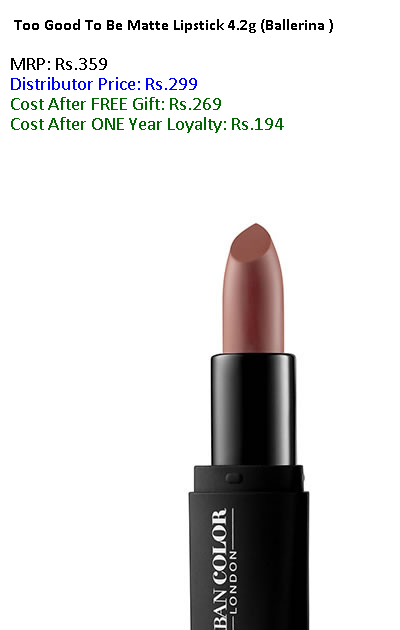 Too Good To Be Matte Lipstick 4.2g (Ballerina )
MRP: Rs.359
Distributor Price: Rs.299
Cost After FREE Gift: Rs.269
Cost After ONE Year Loyalty: Rs.194
BAN COLOR
LONDON